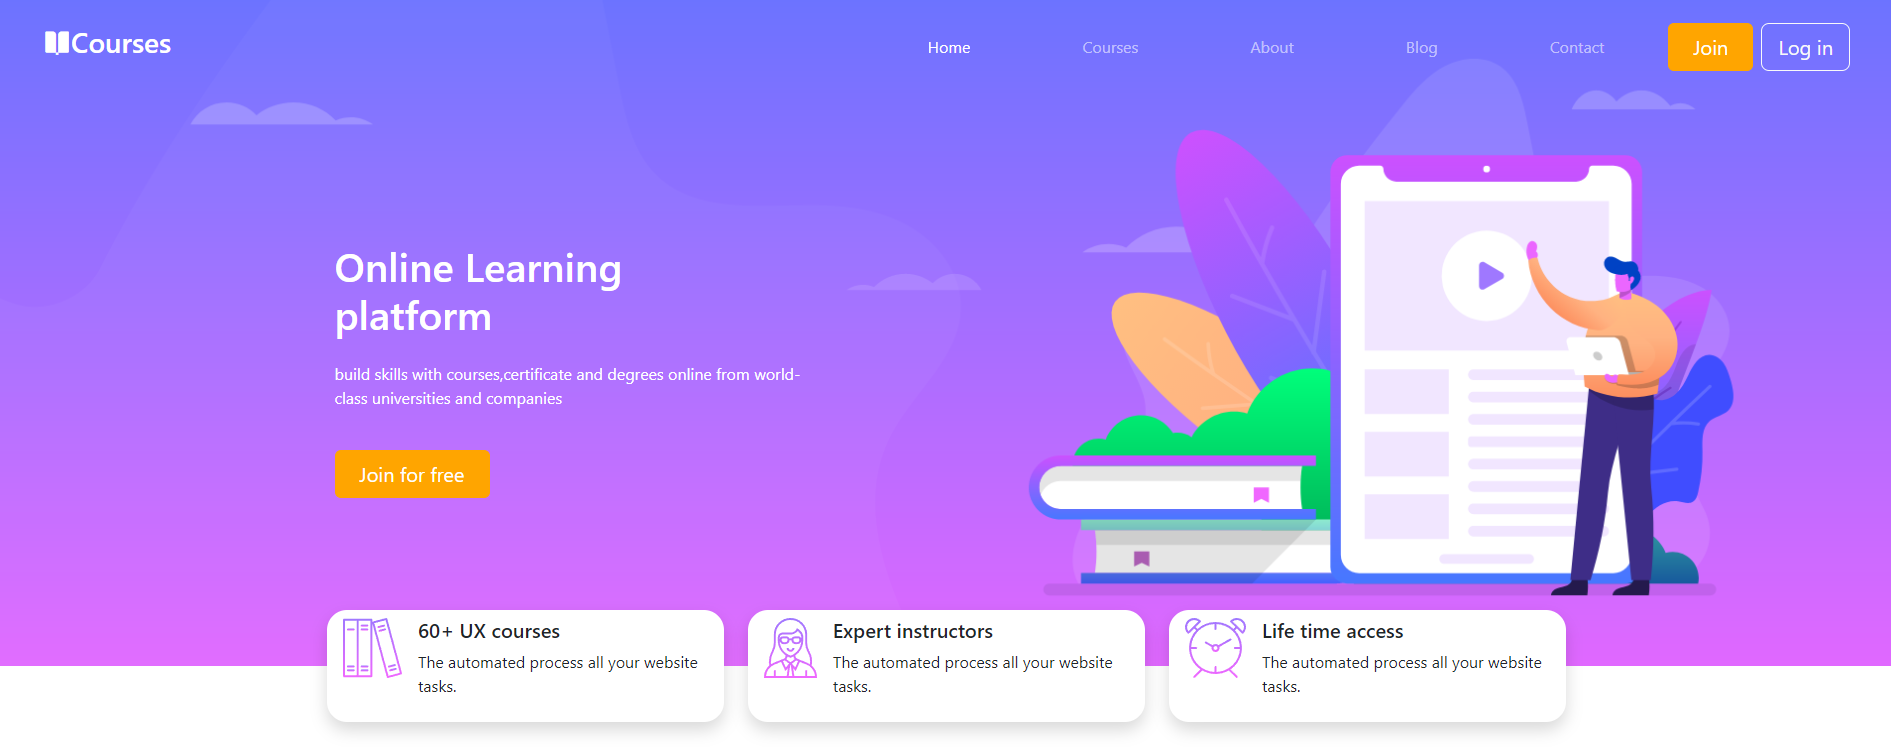 Courses
Home
Courses
About
Blog
Contact
Join
Log in
Online Learning
platform
build skills with courses,certificate and degrees online from world-
class universities and companies
Join for free
60+ UX courses
The automated process all your website
tasks.
Expert instructors
The automated process all your website
tasks.
Life time access
The automated process all your website
tasks.